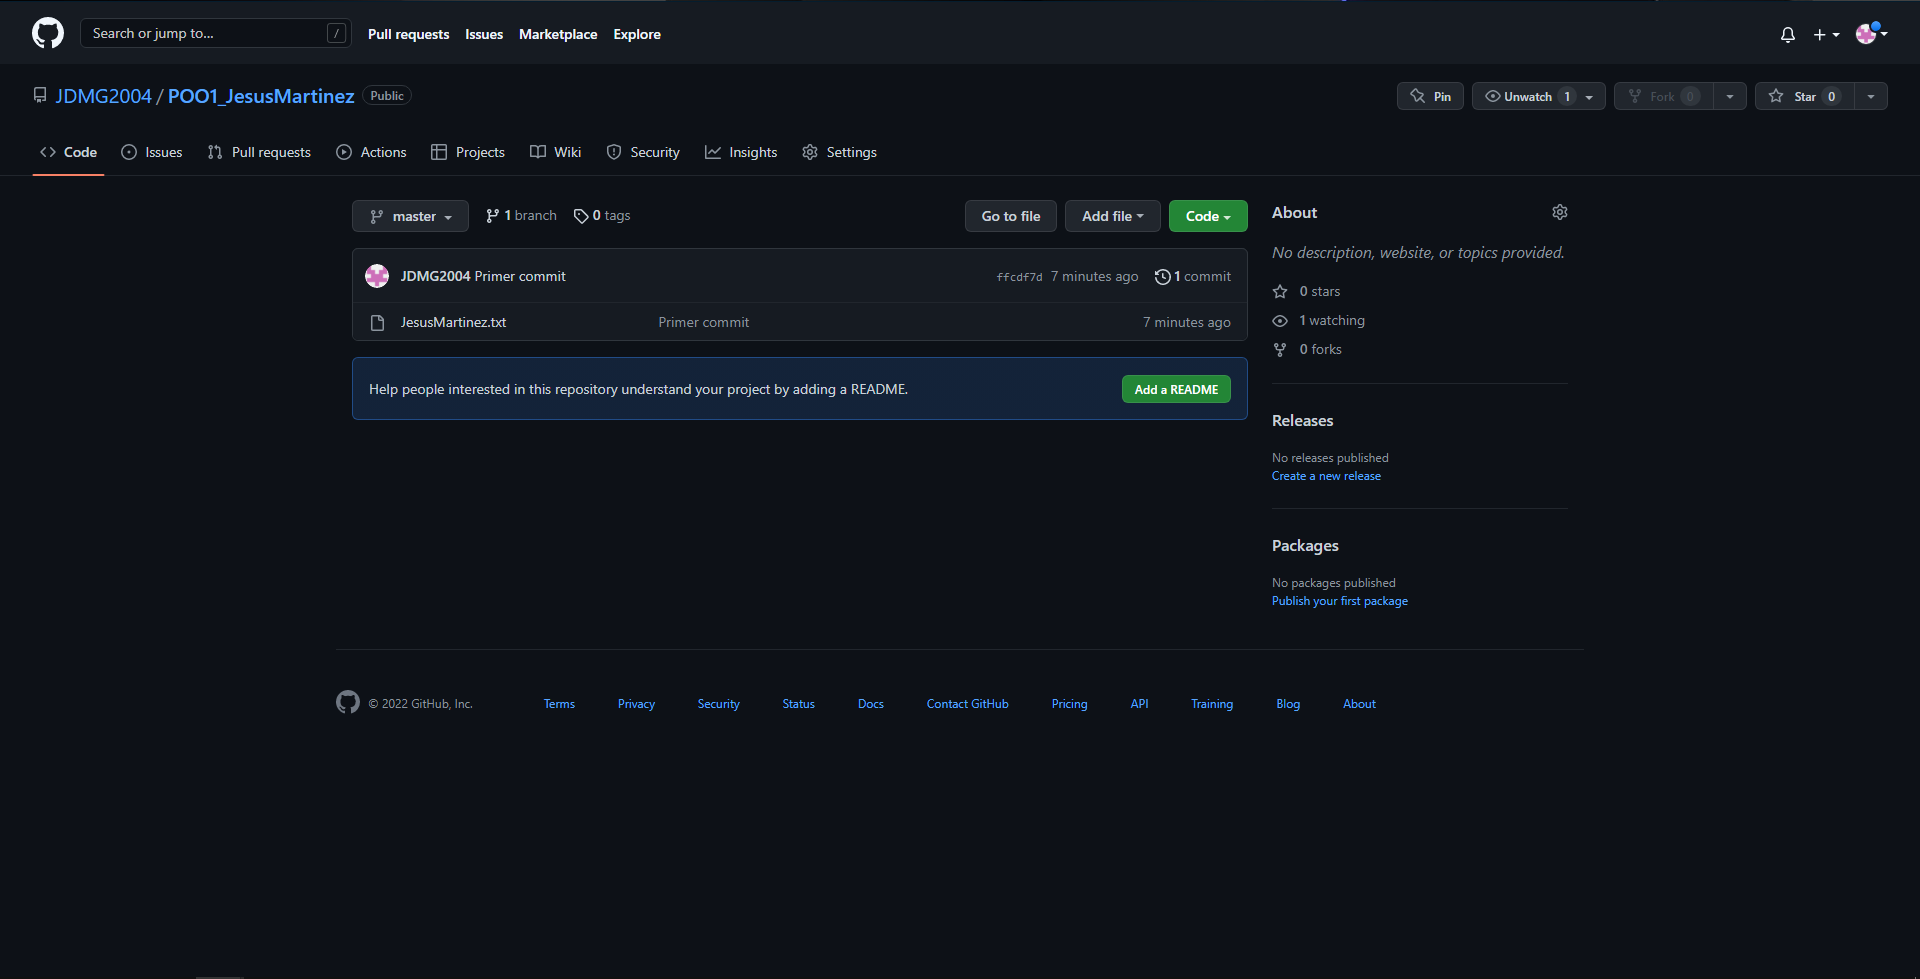 Search or jump to... /
Pull requests Issues Marketplace Explore
JDMG2004 / POO1_JesusMartinez Public
Pin Unwatch 1 Fork 0 Star 0
Code Issues Pull requests Actions Projects Wiki Security Insights Settings
master 1 branch 0 tags Go to file Add file Code
JDMG2004 Primer commit ffcdf7d 7 minutes ago 1 commit
JesusMartinez.txt Primer commit 7 minutes ago
Help people interested in this repository understand your project by adding a README. Add a README
About
No description, website, or topics provided.
0 stars
1 watching
0 forks
Releases
No releases published
Create a new release
Packages
No packages published
Publish your first package
© 2022 GitHub, Inc. Terms Privacy Security Status Docs Contact GitHub Pricing API Training Blog About